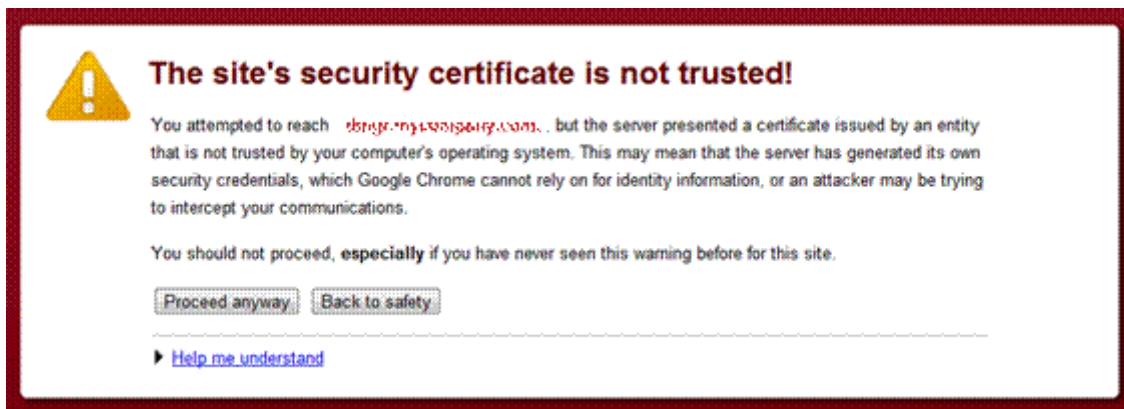 The site's security certificate is not trusted!
You attempted to reach , but the server presented a certificate issued by an entity
that is not trusted by your computer's operating system. This may mean that the server has generated its own
security credentials, which Google Chrome cannot rely on for identity information, or an attacker may be trying
to intercept your communications.
You should not proceed, especially if you have never seen this warning before for this site.
Proceed anyway Back to safety
Help me understand